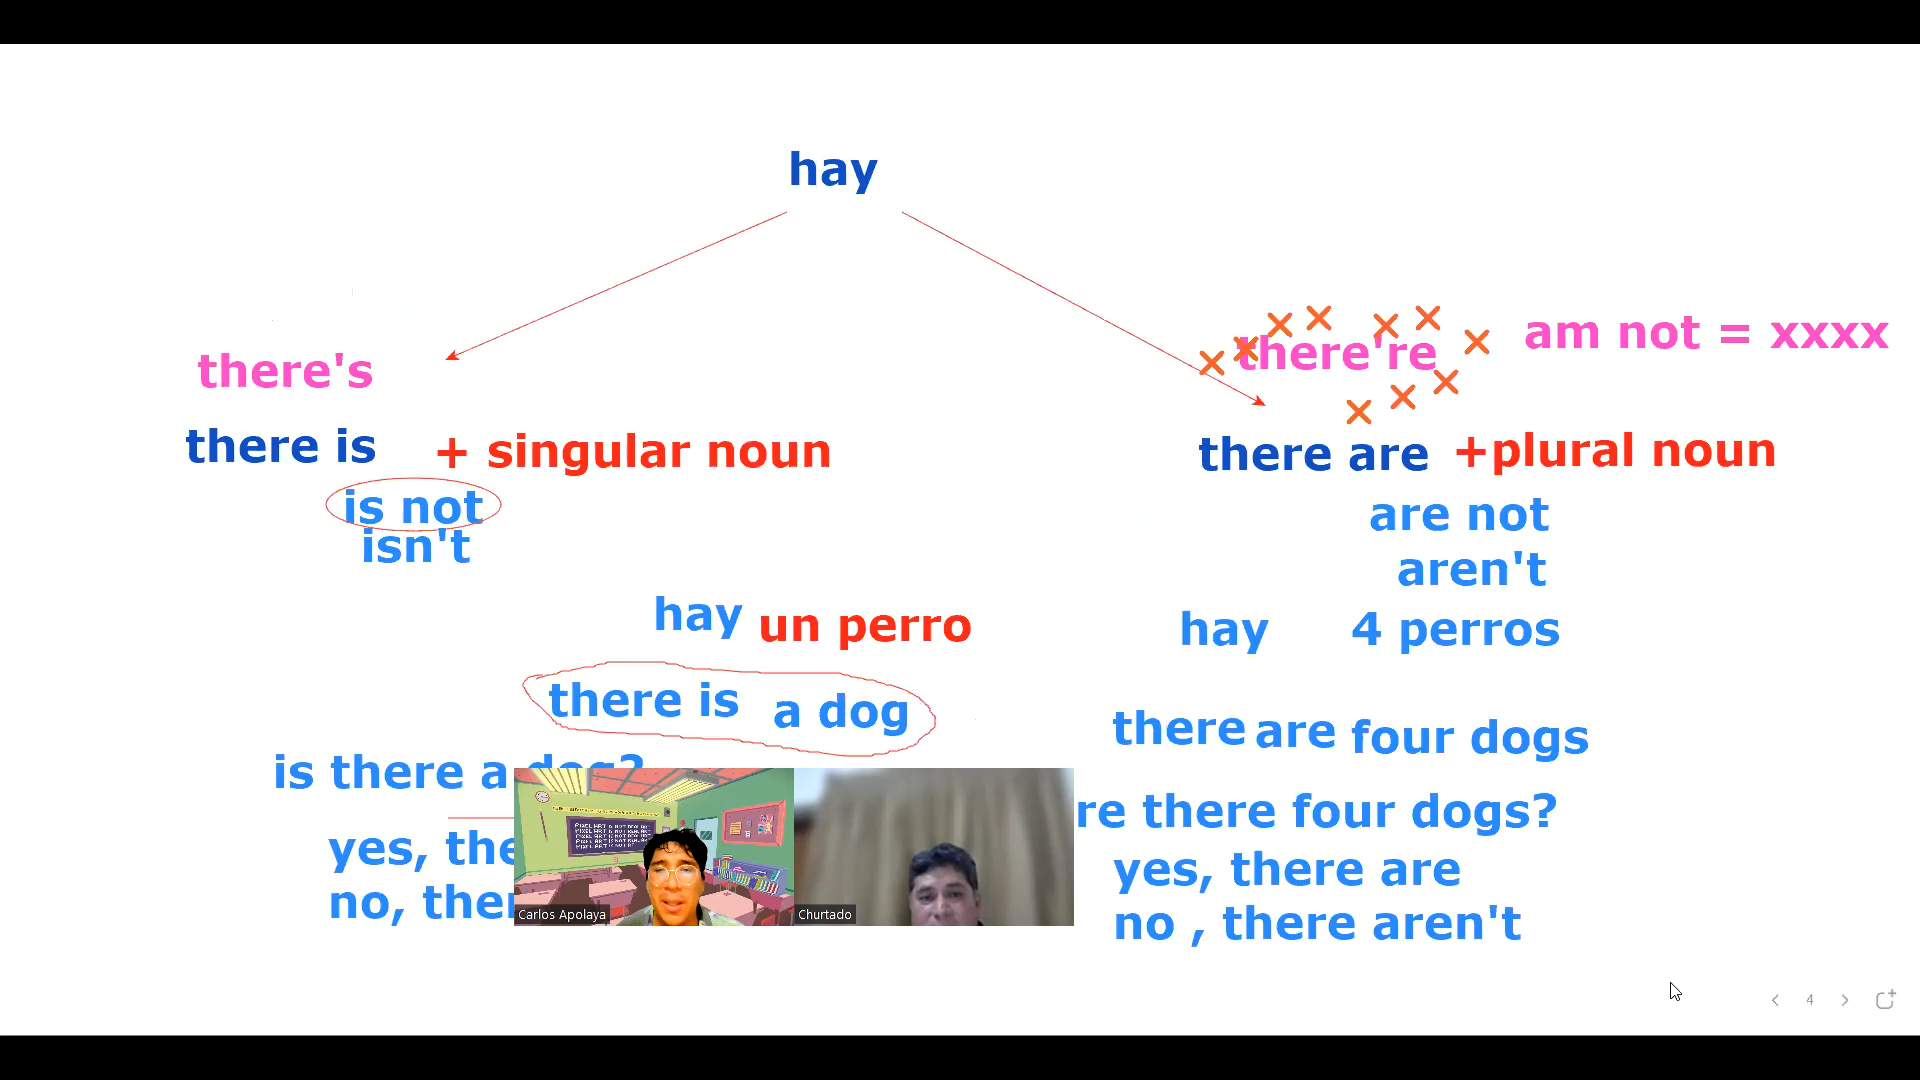 hay
there's
there is + singular noun
is not
isn't
hay un perro
there is a dog
is there a dog?
yes, the
no, ther
there're
am not = xxxx
there are +plural noun
are not
aren't
hay 4 perros
there are four dogs
re there four dogs?
yes, there are
no , there aren't
Carlos Apolaya
Churtado
4